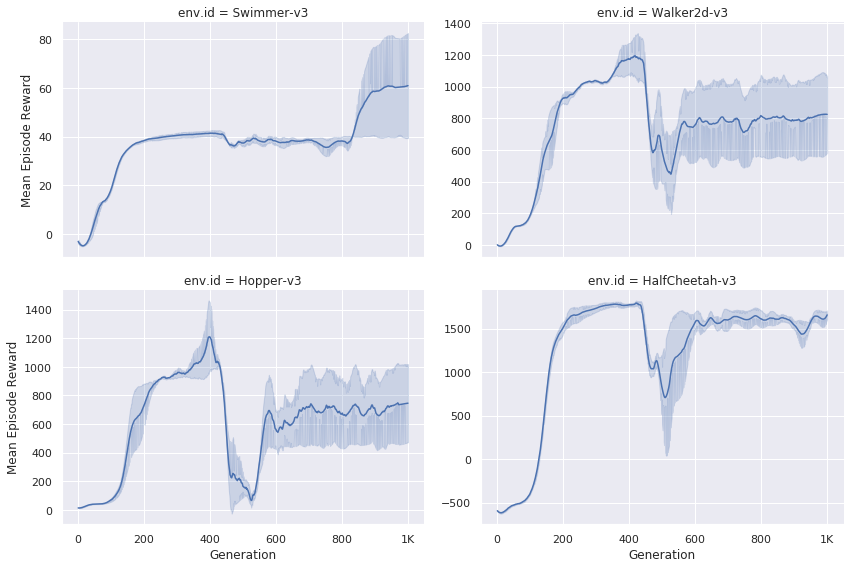 env.id = Swimmer-v3
80
60
40
20
0
Mean Episode Reward
env.id = Walker2d-v3
1400
1200
1000
800
600
400
200
0
env.id = Hopper-v3
1400
1200
1000
800
600
400
200
0
Mean Episode Reward
0 200 400 600 800 1K
Generation
env.id = HalfCheetah-v3
1500
1000
500
0
−500
0 200 400 600 800 1K
Generation